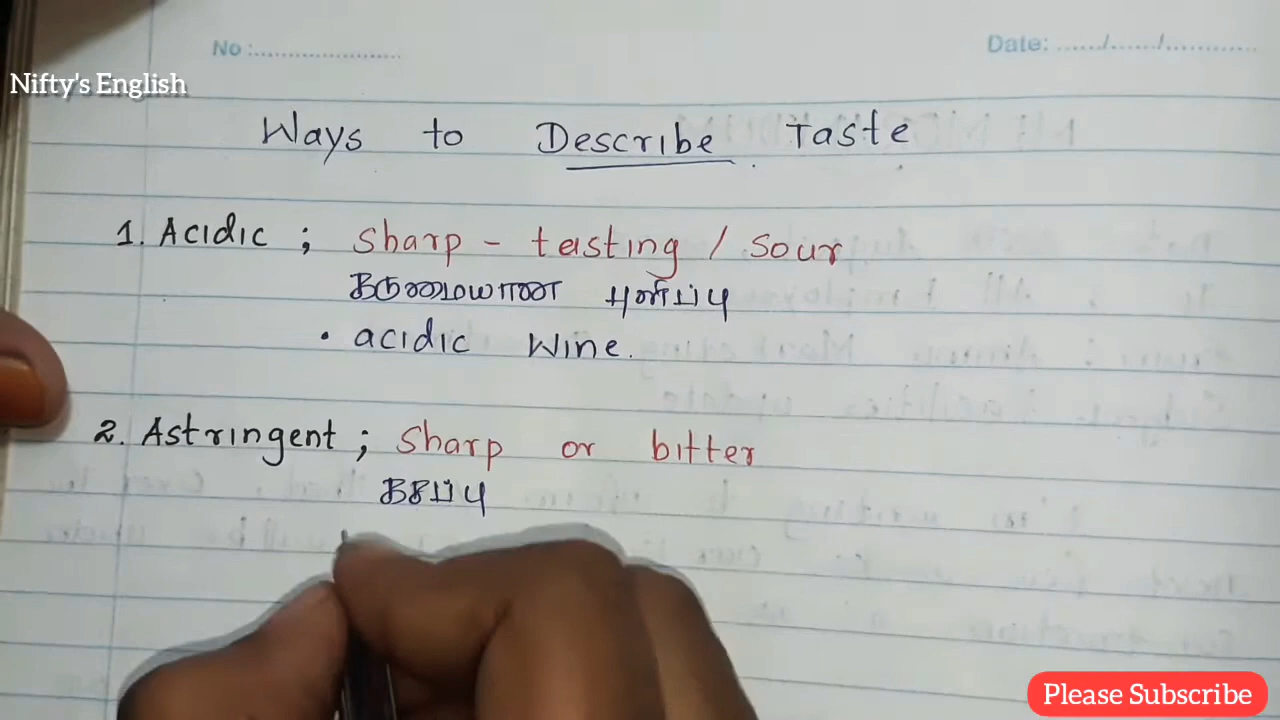 No :....................... Date: ....../......./..............
Nifty's English
Ways to Describe Taste
1. Acidic ; Sharp - tasting / Sour
புளிப்பு
• acidic Wine.
2. Astringent ; Sharp or bitter
கசப்பு
Please Subscribe